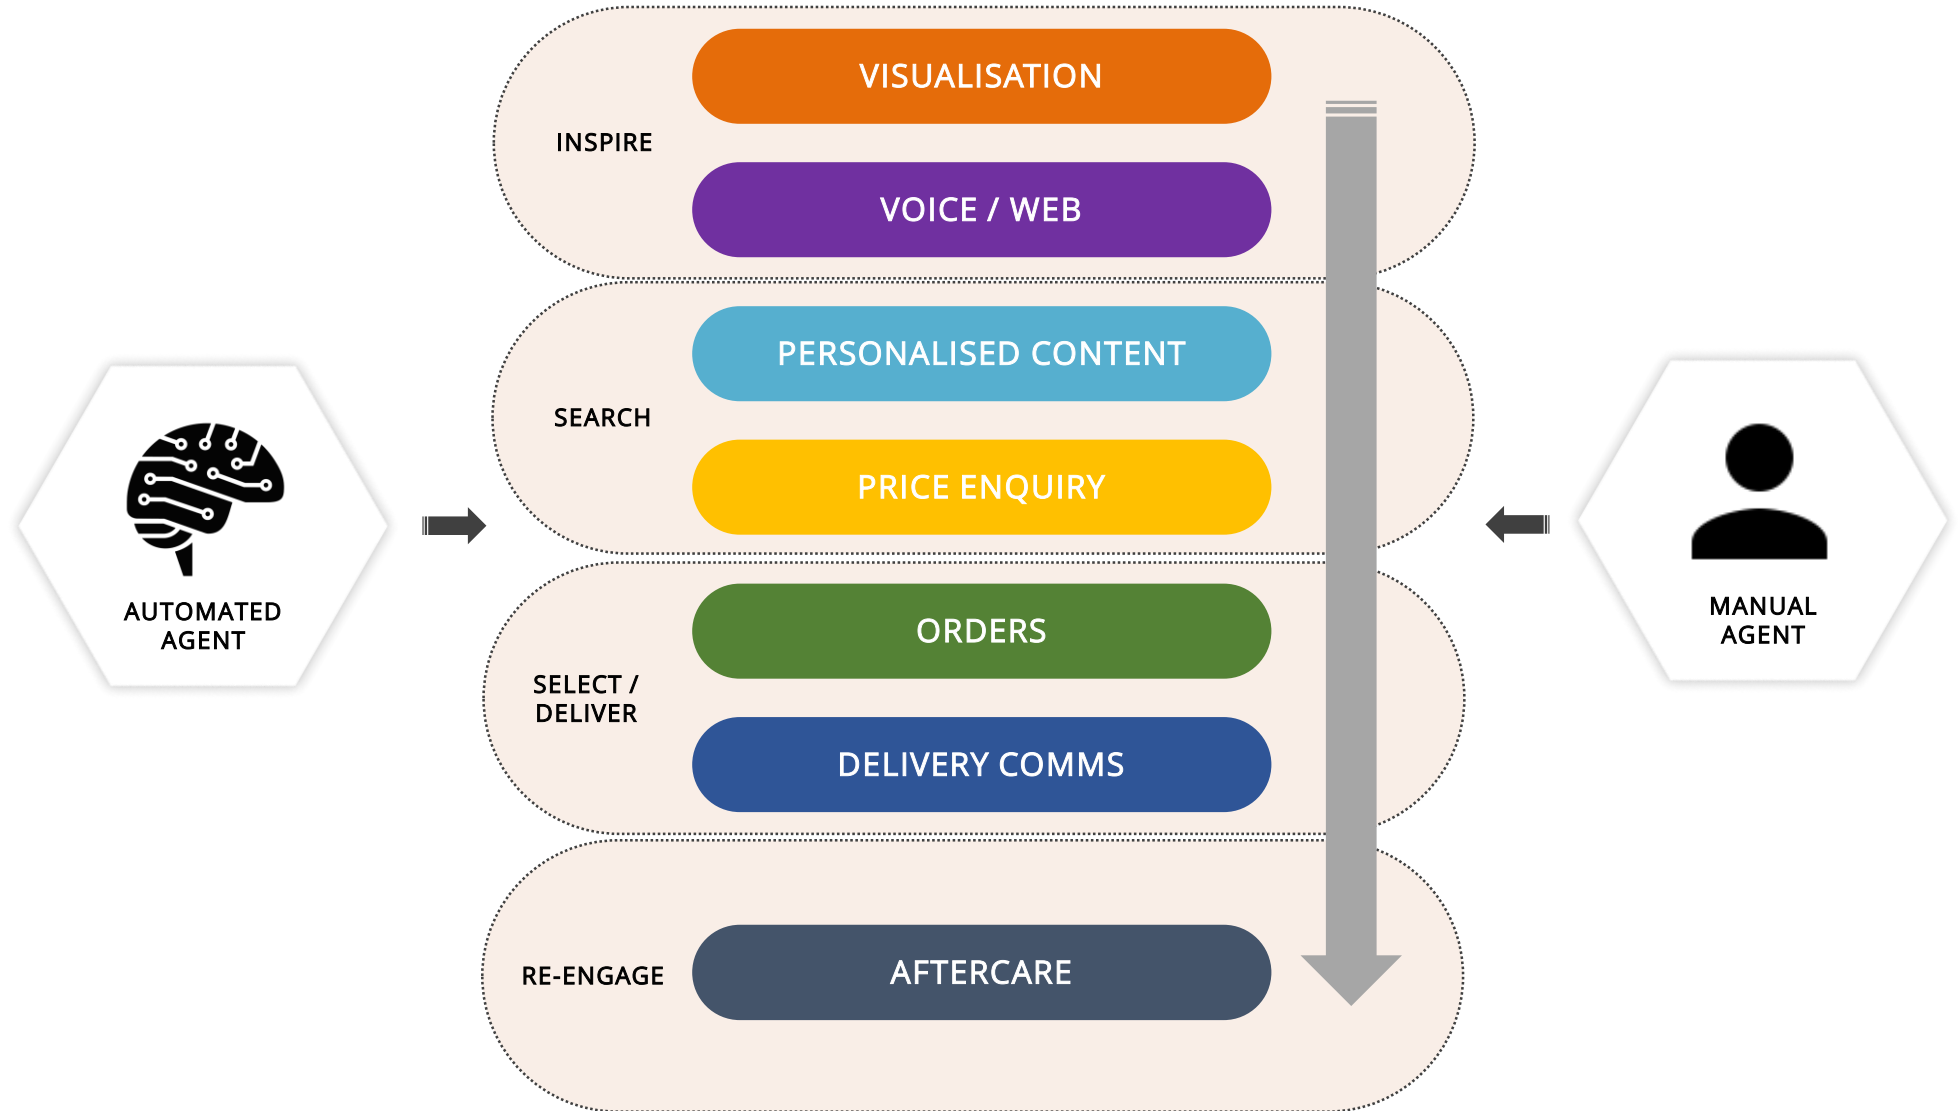 VISUALISATION
INSPIRE
VOICE / WEB
PERSONALISED CONTENT
SEARCH
PRICE ENQUIRY
ORDERS
SELECT /
DELIVER
DELIVERY COMMS
AFTERCARE
RE-ENGAGE
AUTOMATED
AGENT
MANUAL
AGENT